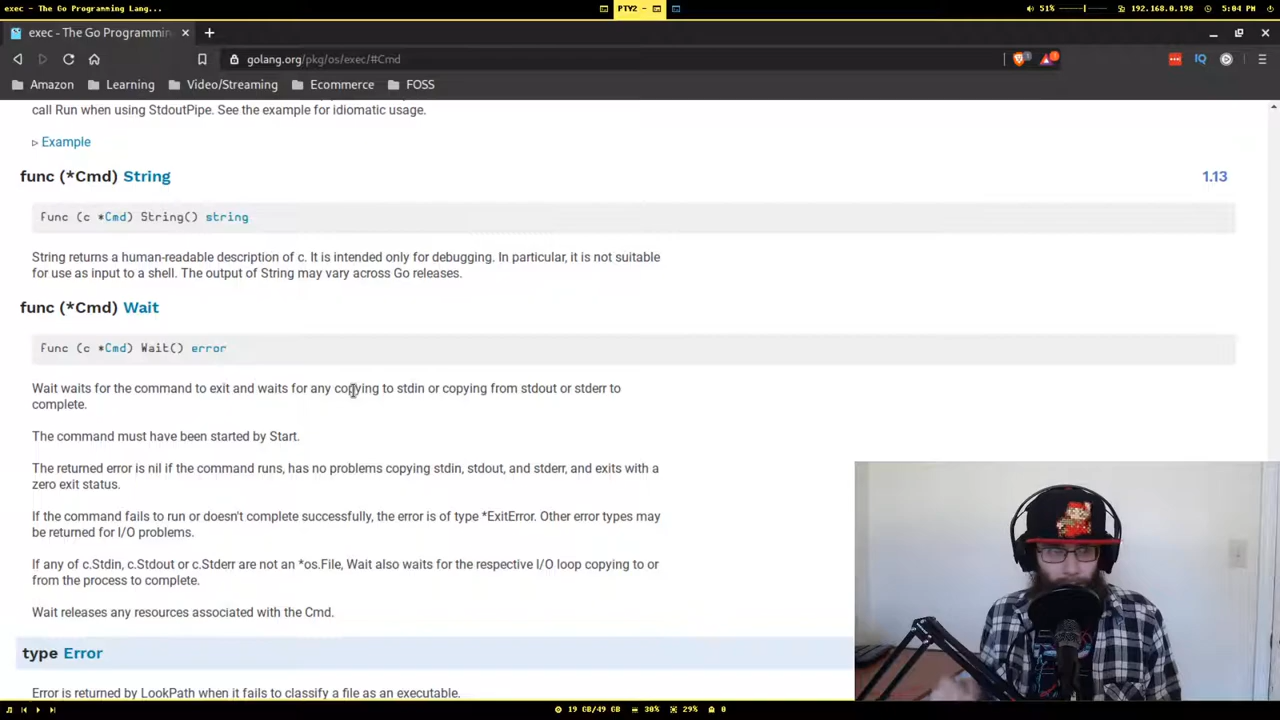 exec - The Go Programming Lang...
PTY2 -
51%
192.168.0.198
5:04 PM
exec - The Go Programmin
golang.org/pkg/os/exec/#Cmd
1
IQ
Amazon
Learning
Video/Streaming
Ecommerce
FOSS
call Run when using StdoutPipe. See the example for idiomatic usage.
Example
func (*Cmd) String
1.13
func (c *Cmd) String() string
String returns a human-readable description of c. It is intended only for debugging. In particular, it is not suitable
for use as input to a shell. The output of String may vary across Go releases.
func (*Cmd) Wait
func (c *Cmd) Wait() error
Wait waits for the command to exit and waits for any copying to stdin or copying from stdout or stderr to
complete.
The command must have been started by Start.
The returned error is nil if the command runs, has no problems copying stdin, stdout, and stderr, and exits with a
zero exit status.
If the command fails to run or doesn't complete successfully, the error is of type *ExitError. Other error types may
be returned for I/O problems.
If any of c.Stdin, c.Stdout or c.Stderr are not an *os.File, Wait also waits for the respective I/O loop copying to or
from the process to complete.
Wait releases any resources associated with the Cmd.
type Error
Error is returned by LookPath when it fails to classify a file as an executable.
19 GB/49 GB
30%
29%
0